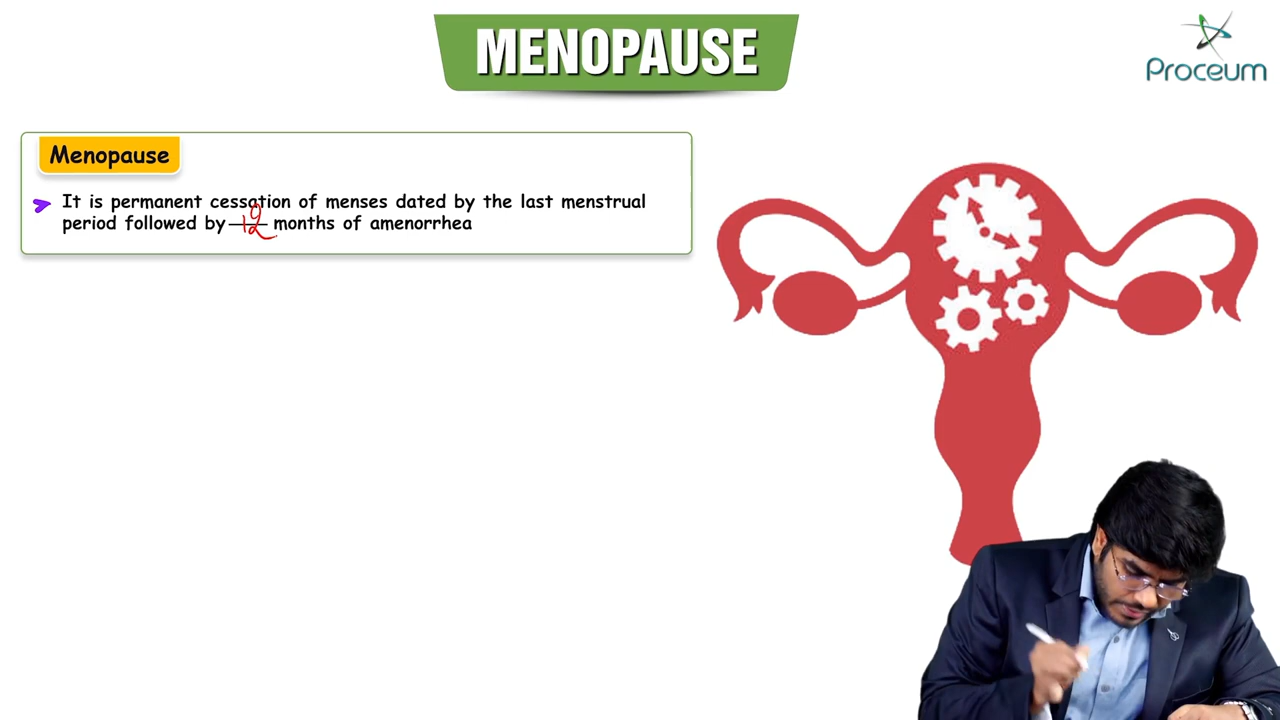 MENOPAUSE
Proceum
Menopause
It is permanent cessation of menses dated by the last menstrual
period followed by 12 months of amenorrhea